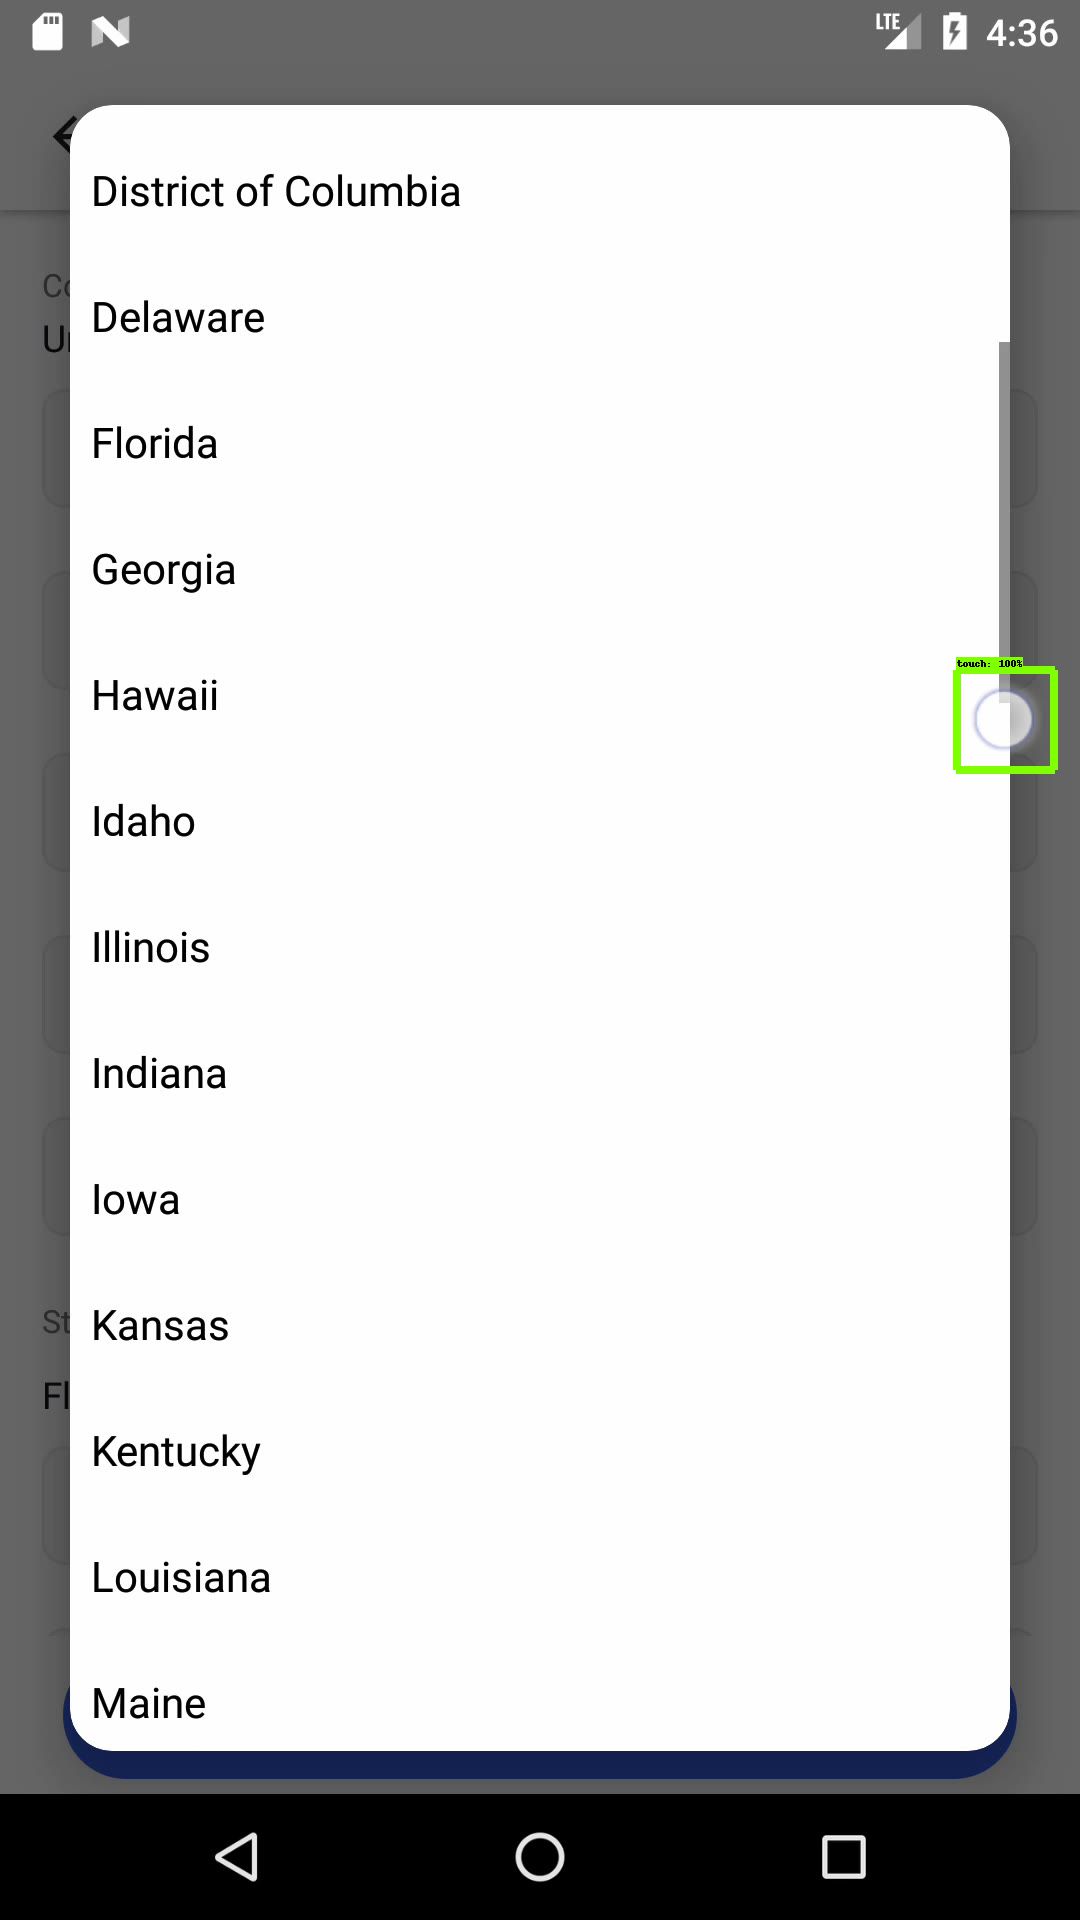 LTE 4:36
District of Columbia
Delaware
Florida
Georgia
touch: 100%
Hawaii
Idaho
Illinois
Indiana
Iowa
Kansas
Kentucky
Louisiana
Maine